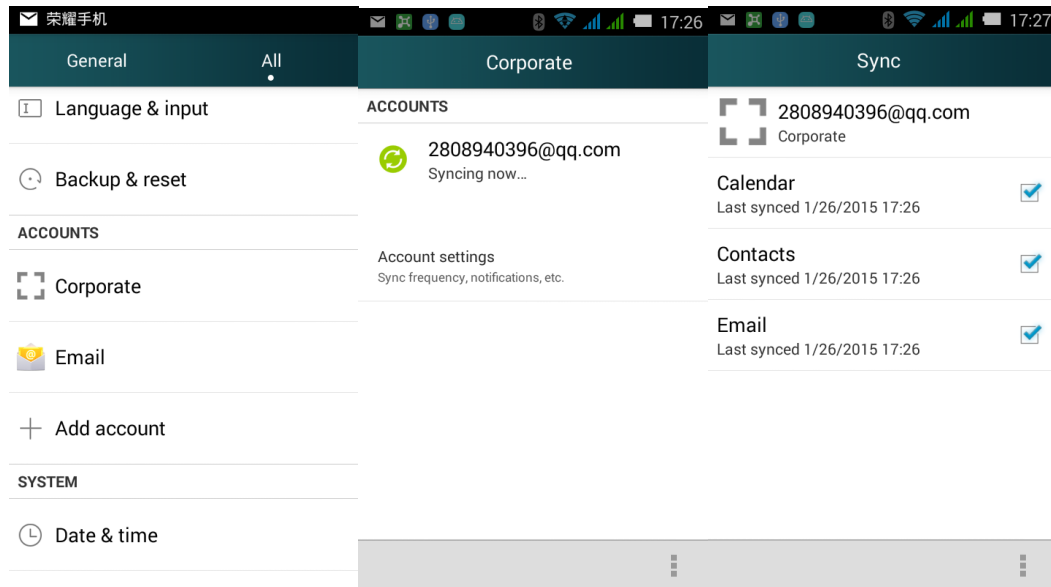 荣耀手机
General
All
Language & input
Backup & reset
ACCOUNTS
Corporate
Email
Add account
SYSTEM
Date & time
17:26
Corporate
ACCOUNTS
2808940396@qq.com
Syncing now...
Account settings
Sync frequency, notifications, etc.
17:27
Sync
2808940396@qq.com
Corporate
Calendar
Last synced 1/26/2015 17:26
Contacts
Last synced 1/26/2015 17:26
Email
Last synced 1/26/2015 17:26